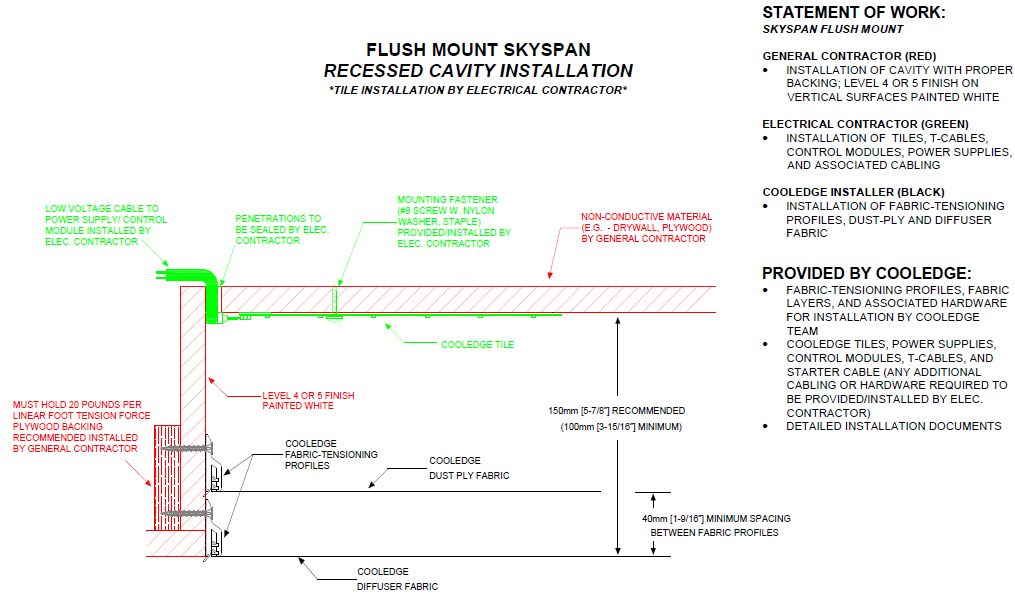 FLUSH MOUNT SKYSPAN
RECESSED CAVITY INSTALLATION
*TILE INSTALLATION BY ELECTRICAL CONTRACTOR*
STATEMENT OF WORK:
SKYSPAN FLUSH MOUNT
GENERAL CONTRACTOR (RED)
• INSTALLATION OF CAVITY WITH PROPER
BACKING; LEVEL 4 OR 5 FINISH ON
VERTICAL SURFACES PAINTED WHITE
ELECTRICAL CONTRACTOR (GREEN)
• INSTALLATION OF TILES, T-CABLES,
CONTROL MODULES, POWER SUPPLIES,
AND ASSOCIATED CABLING
COOLEDGE INSTALLER (BLACK)
• INSTALLATION OF FABRIC-TENSIONING
PROFILES, DUST-PLY AND DIFFUSER
FABRIC
PROVIDED BY COOLEDGE:
• FABRIC-TENSIONING PROFILES, FABRIC
LAYERS, AND ASSOCIATED HARDWARE
FOR INSTALLATION BY COOLEDGE
TEAM
• COOLEDGE TILES, POWER SUPPLIES,
CONTROL MODULES, T-CABLES, AND
STARTER CABLE (ANY ADDITIONAL
CABLING OR HARDWARE REQUIRED TO
BE PROVIDED/INSTALLED BY ELEC.
CONTRACTOR)
• DETAILED INSTALLATION DOCUMENTS
LOW VOLTAGE CABLE TO
POWER SUPPLY/ CONTROL
MODULE INSTALLED BY
ELEC. CONTRACTOR
PENETRATIONS TO
BE SEALED BY ELEC.
CONTRACTOR
MOUNTING FASTENER
(#8 SCREW W. NYLON
WASHER, STAPLE)
PROVIDED/INSTALLED BY
ELEC. CONTRACTOR
NON-CONDUCTIVE MATERIAL
(E.G. - DRYWALL, PLYWOOD)
BY GENERAL CONTRACTOR
COOLEDGE TILE
LEVEL 4 OR 5 FINISH
PAINTED WHITE
MUST HOLD 20 POUNDS PER
LINEAR FOOT TENSION FORCE
PLYWOOD BACKING
RECOMMENDED INSTALLED
BY GENERAL CONTRACTOR
150mm [5-7/8"] RECOMMENDED
(100mm [3-15/16"] MINIMUM)
COOLEDGE
FABRIC-TENSIONING
PROFILES
COOLEDGE
DUST PLY FABRIC
40mm [1-9/16"] MINIMUM SPACING
BETWEEN FABRIC PROFILES
COOLEDGE
DIFFUSER FABRIC